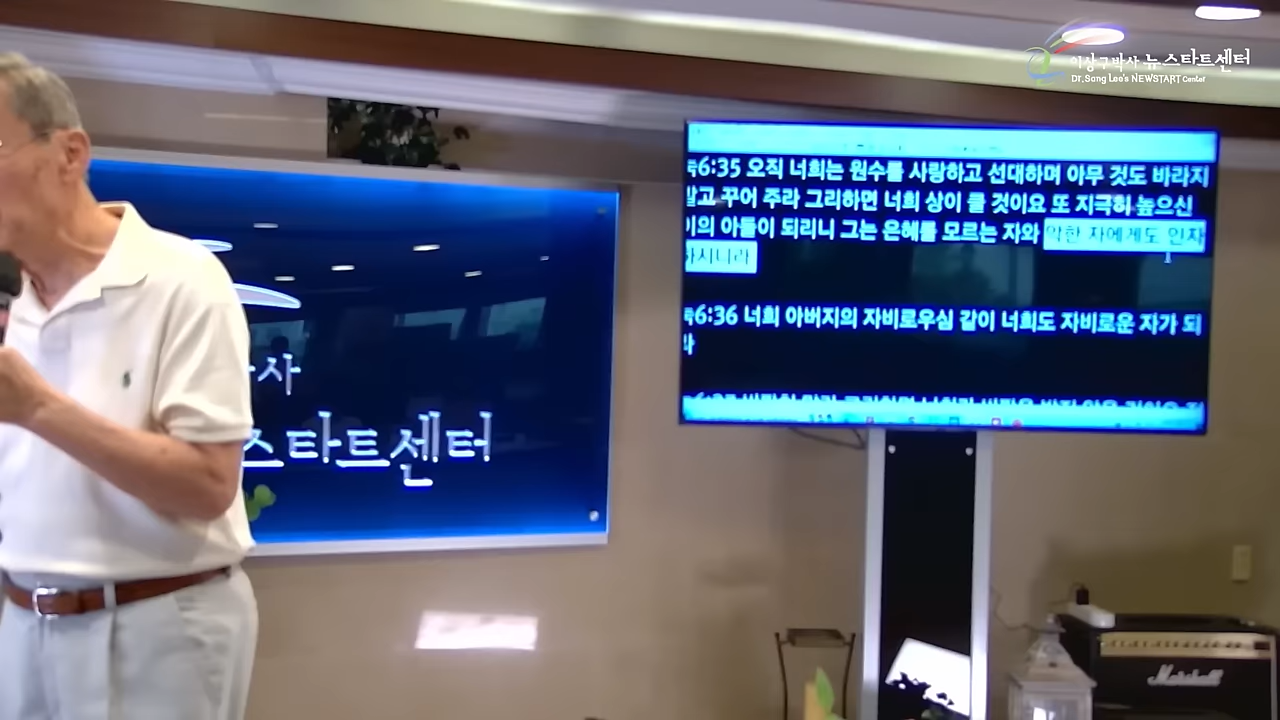 이상구박사 뉴스타트센터
Dr. Sang Lee's NEWSTART Center
눅6:35 오직 너희는 원수를 사랑하고 선대하며 아무 것도 바라지
말고 꾸어 주라 그리하면 너희 상이 클 것이요 또 지극히 높으신
이의 아들이 되리니 그는 은혜를 모르는 자와 악한 자에게도 인자
하시니라
눅6:36 너희 아버지의 자비로우심 같이 너희도 자비로운 자가 되
라
사
스타트센터
Marshall